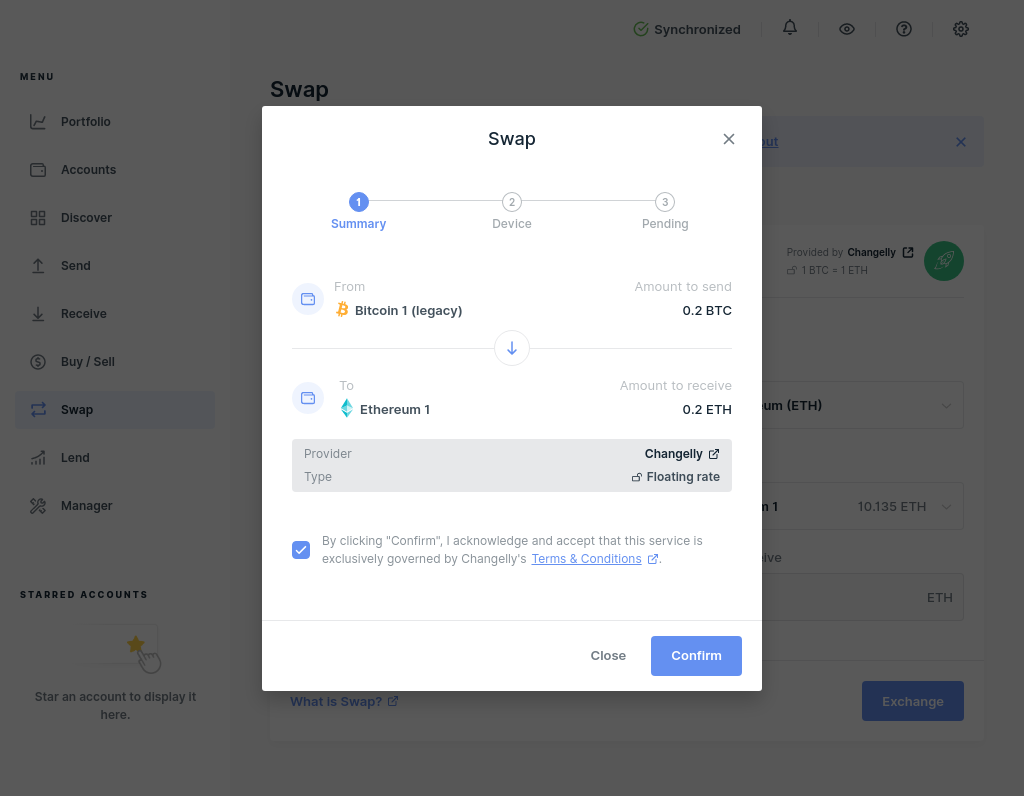 Synchronized
MENU
Portfolio
Accounts
Discover
Send
Receive
Buy / Sell
Swap
Lend
Manager
STARRED ACCOUNTS
Star an account to display it
here.
Swap
out
Provided by Changelly
1 BTC = 1 ETH
eum (ETH)
m 1
10.135 ETH
eive
ETH
What is Swap?
Exchange
Swap
1
2
3
Summary
Device
Pending
From
Amount to send
Bitcoin 1 (legacy)
0.2 BTC
To
Amount to receive
Ethereum 1
0.2 ETH
Provider
Changelly
Type
Floating rate
By clicking "Confirm", I acknowledge and accept that this service is
exclusively governed by Changelly's Terms & Conditions .
Close
Confirm